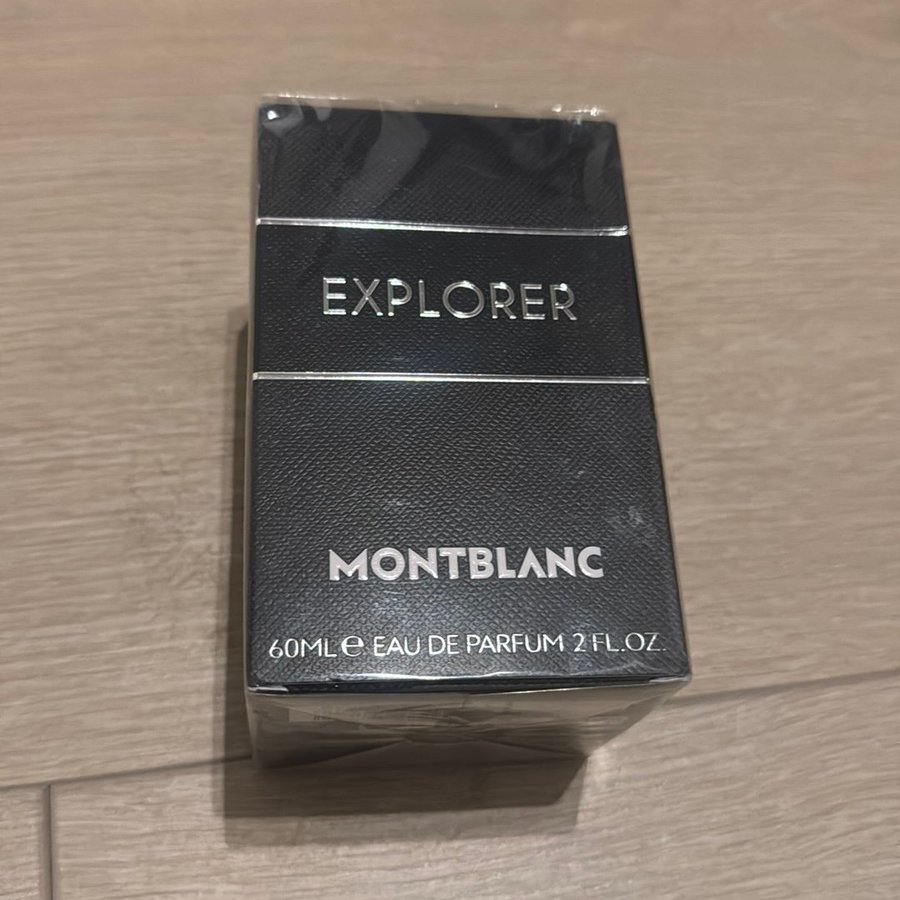 EXPLORER
MONTBLANC
60ML ℮ EAU DE PARFUM 2 FL.OZ.